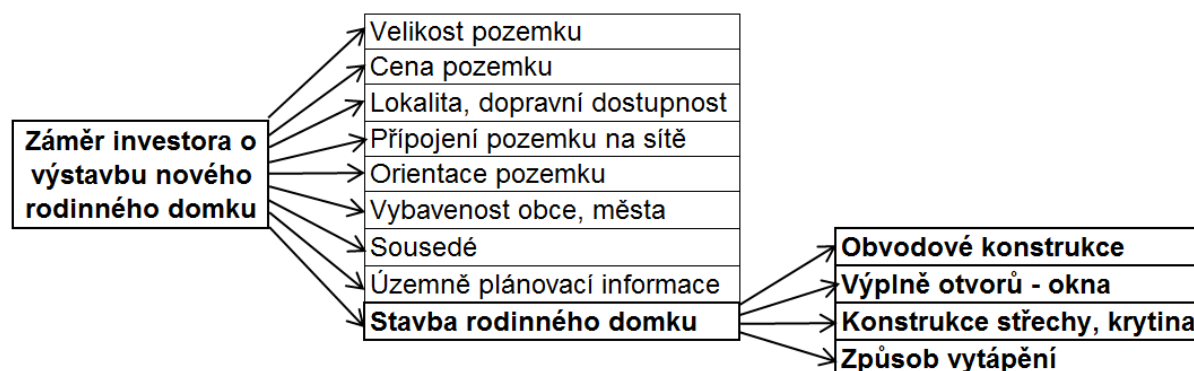 Záměr investora o
výstavbu nového
rodinného domku
Velikost pozemku
Cena pozemku
Lokalita, dopravní dostupnost
Přípojení pozemku na sítě
Orientace pozemku
Vybavenost obce, města
Sousedé
Územně plánovací informace
Stavba rodinného domku
Obvodové konstrukce
Výplně otvorů - okna
Konstrukce střechy, krytina
Způsob vytápění